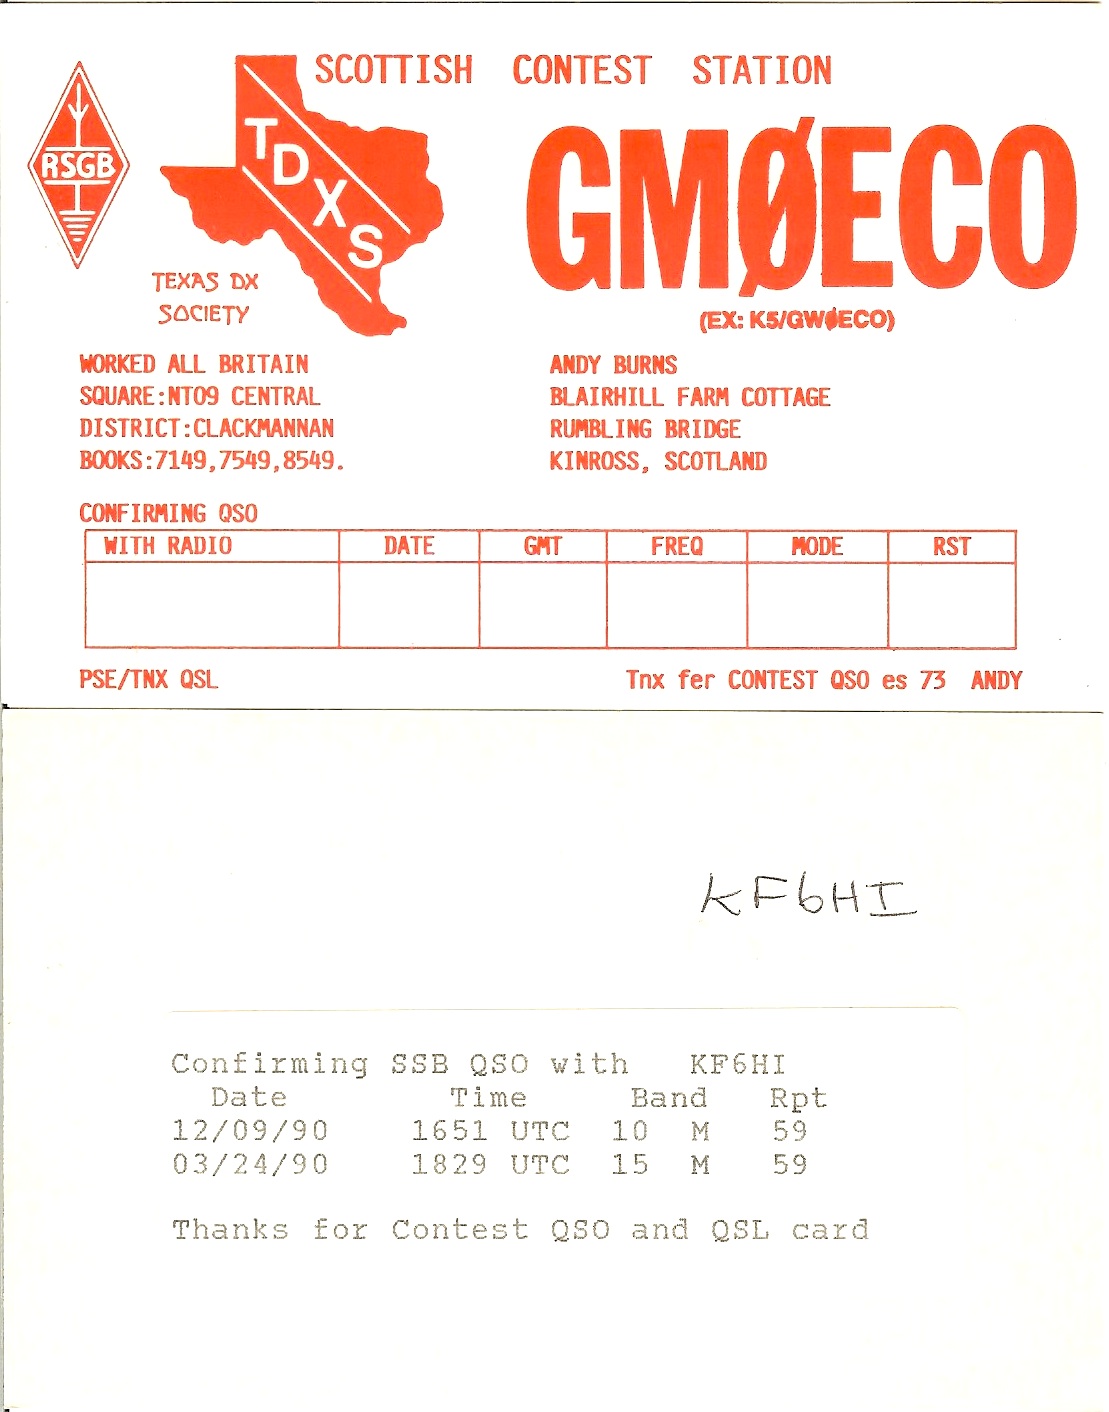 SCOTTISH CONTEST STATION
RSGB
TDXS
GMØECO
TEXAS DX
SOCIETY
(EX: K5/GWØECO)
WORKED ALL BRITAIN
SQUARE:NT09 CENTRAL
DISTRICT:CLACKMANNAN
BOOKS:7149,7549,8549.
ANDY BURNS
BLAIRHILL FARM COTTAGE
RUMBLING BRIDGE
KINROSS, SCOTLAND
CONFIRMING QSO
WITH RADIO DATE GMT FREQ MODE RST
PSE/TNX QSL Tnx fer CONTEST QSO es 73 ANDY
KF6HI
Confirming SSB QSO with KF6HI
Date Time Band Rpt
12/09/90 1651 UTC 10 M 59
03/24/90 1829 UTC 15 M 59
Thanks for Contest QSO and QSL card